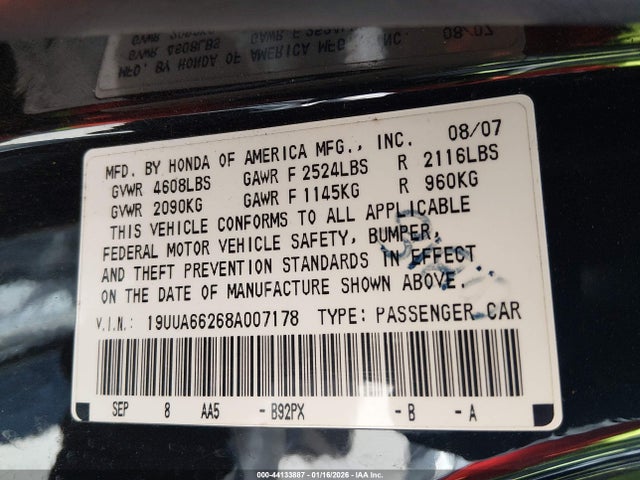 MFD. BY HONDA OF AMERICA MFG., INC. 08/07
GVWR 4608LBS GAWR F 2524LBS R 2116LBS
GVWR 2090KG GAWR F 1145KG R 960KG
THIS VEHICLE CONFORMS TO ALL APPLICABLE
FEDERAL MOTOR VEHICLE SAFETY, BUMPER,
AND THEFT PREVENTION STANDARDS IN EFFECT
ON THE DATE OF MANUFACTURE SHOWN ABOVE.
V.I.N.: 19UUA66268A007178 TYPE: PASSENGER CAR
SEP 8 AA5 -B92PX -B -A
000-44133887 - 01/16/2026 - IAA Inc.